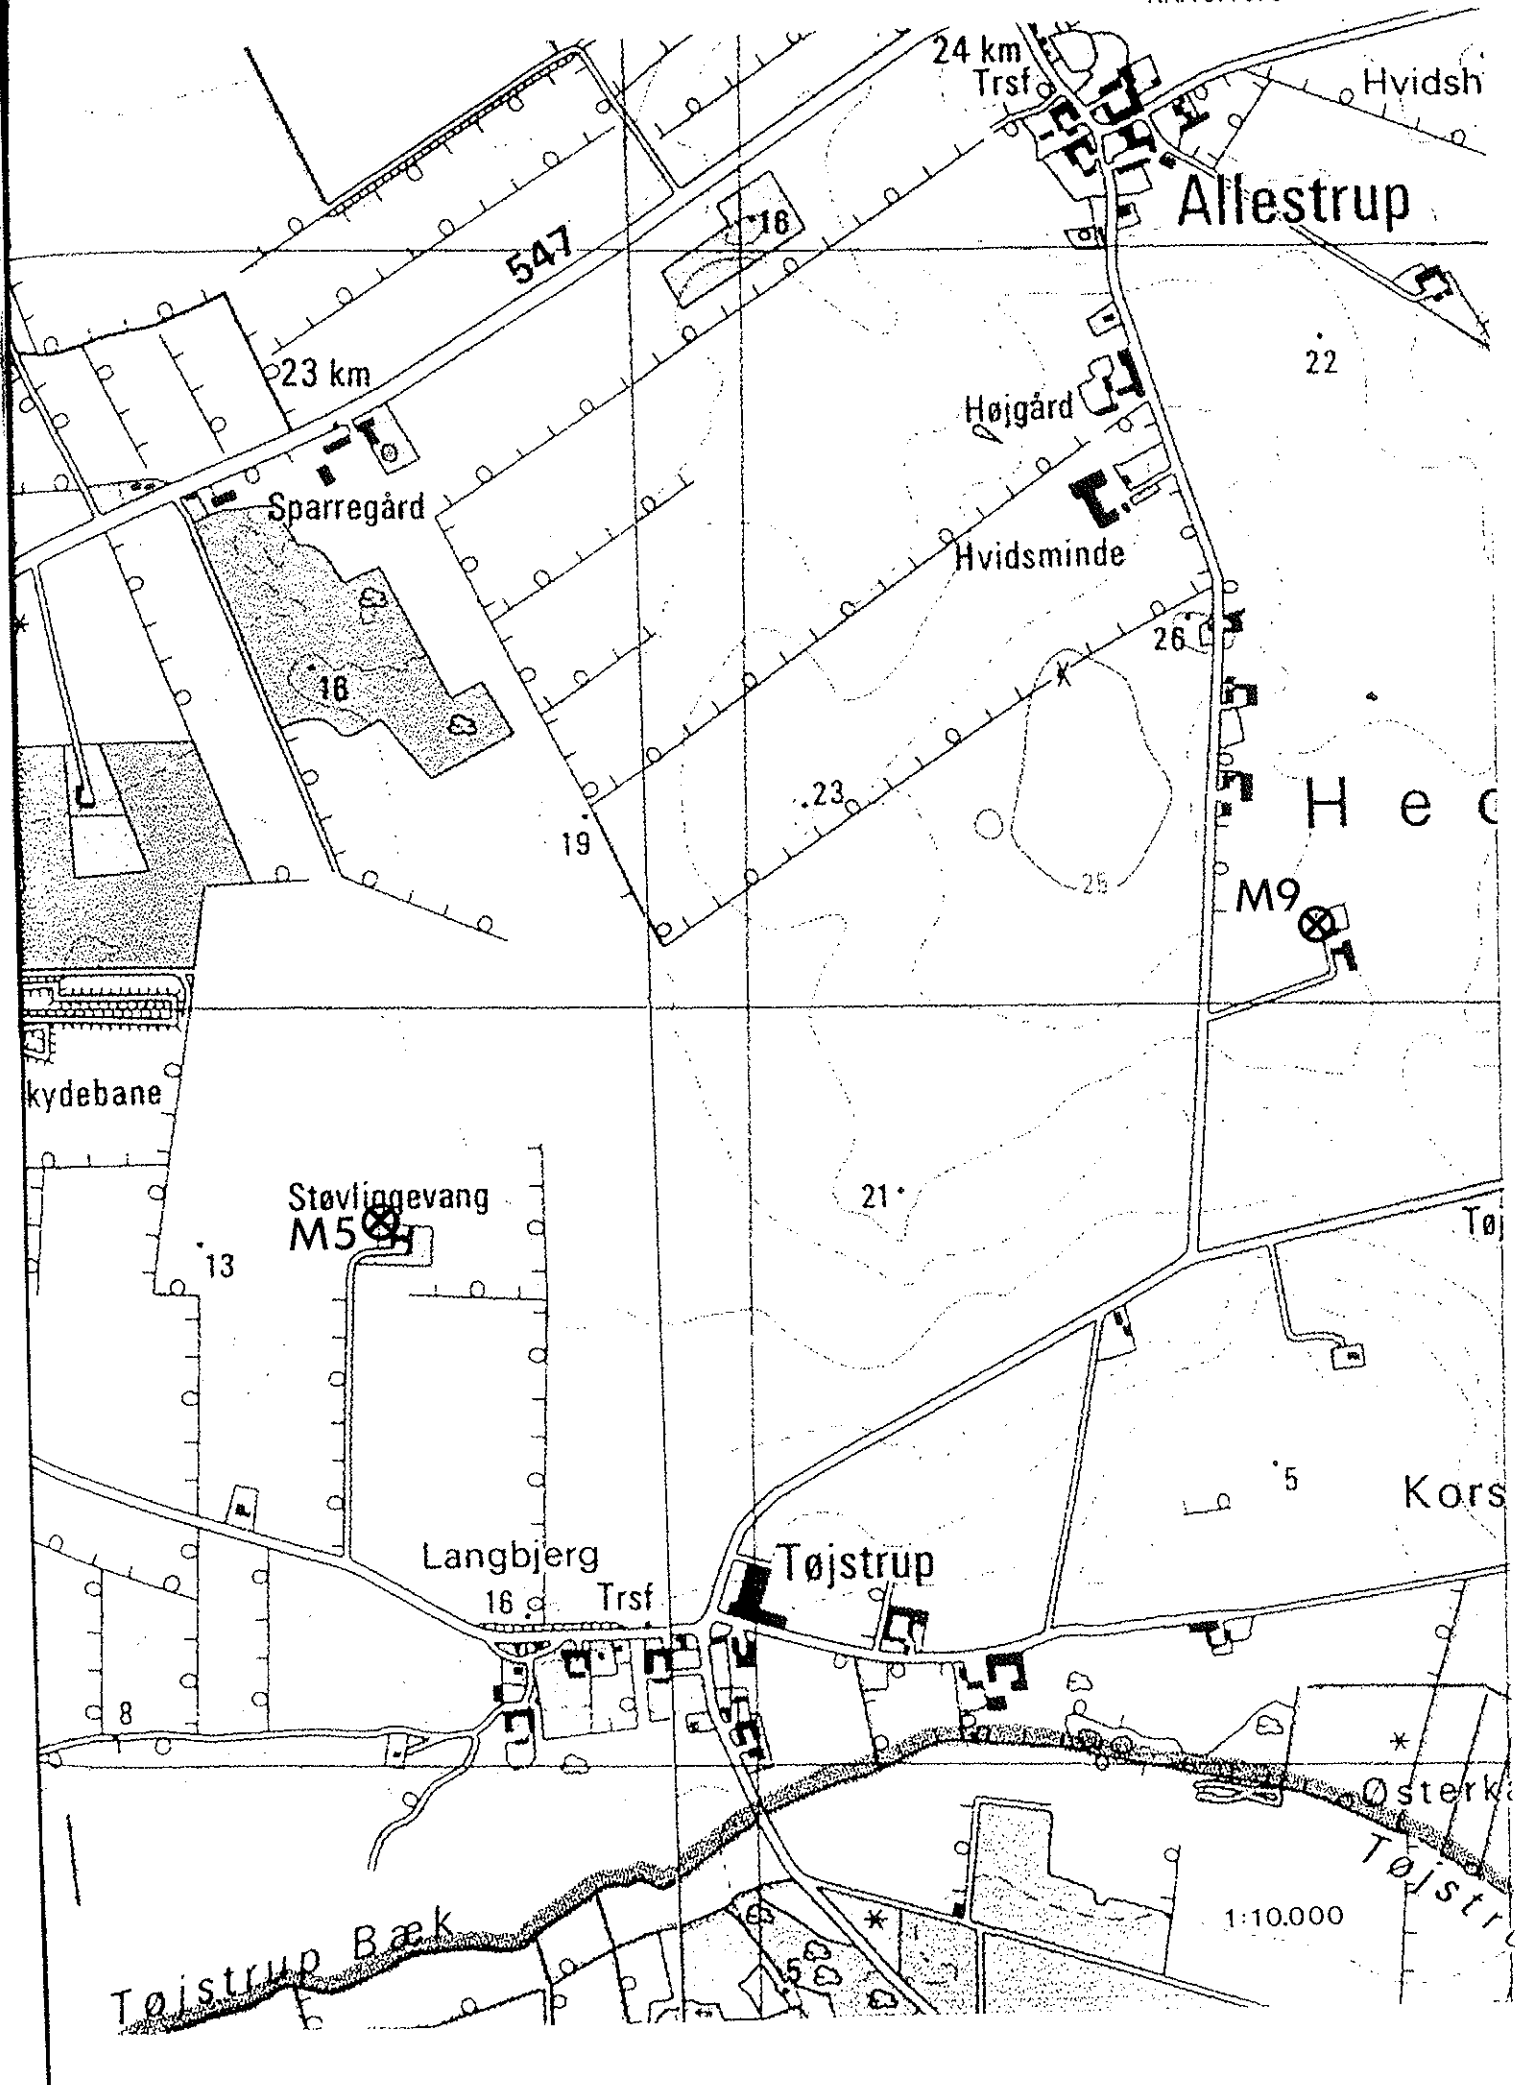 24 km
Trsf
Hvidsh
Allestrup
16
547
22
23 km
Højgård
Sparregård
Hvidsminde
26
16
23
19
H e
25
M9
kydebane
Støvliggevang
M5
21
13
Tøj
5
Kors
Langbjerg
Tøjstrup
16
Trsf
8
Østerk
Tøjstr
1:10.000
Tøjstrup Bæk
5